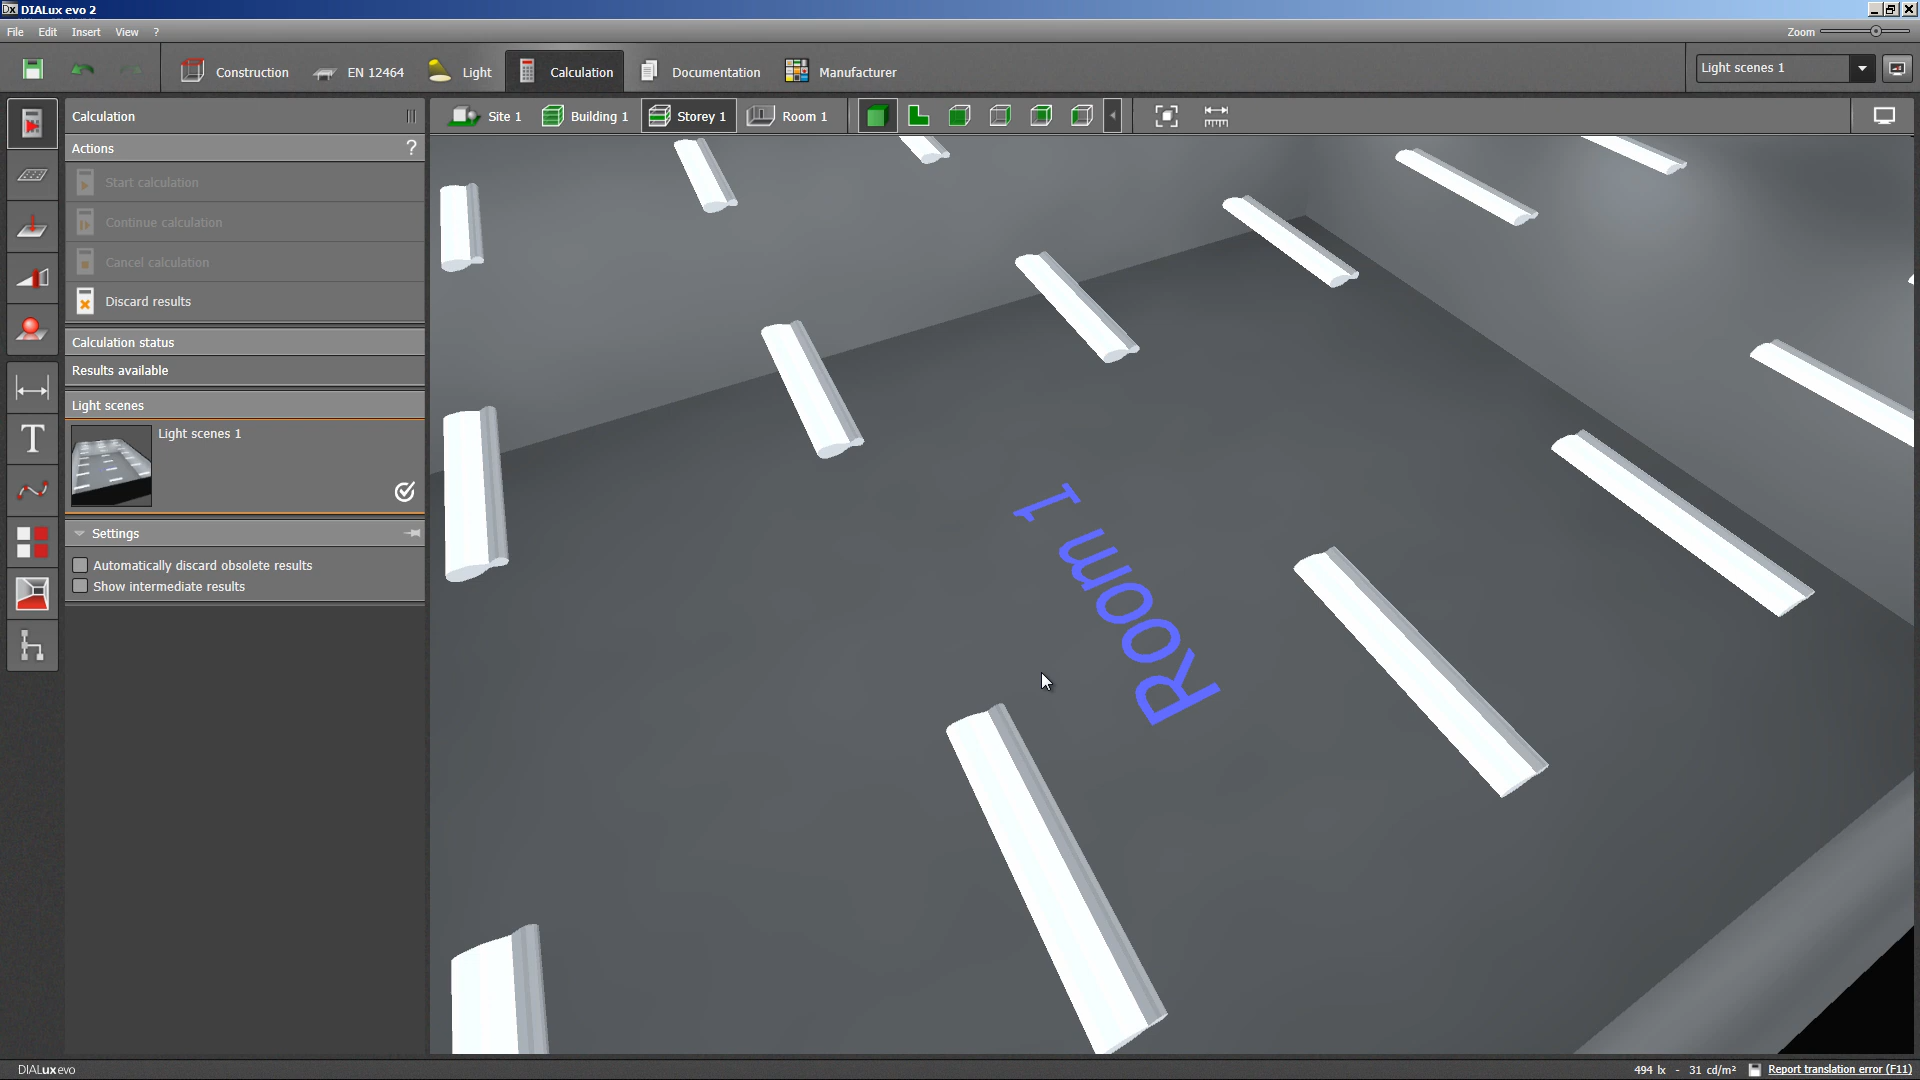 DIALux evo 2
File Edit Insert View ?
Zoom
Construction EN 12464 Light Calculation Documentation Manufacturer
Light scenes 1
Calculation
Site 1 Building 1 Storey 1 Room 1
Actions ?
Start calculation
Continue calculation
Cancel calculation
Discard results
Calculation status
Results available
Light scenes
Light scenes 1
Settings
Automatically discard obsolete results
Show intermediate results
T
Room 1
DIALux evo
494 lx - 31 cd/m² Report translation error (F11)